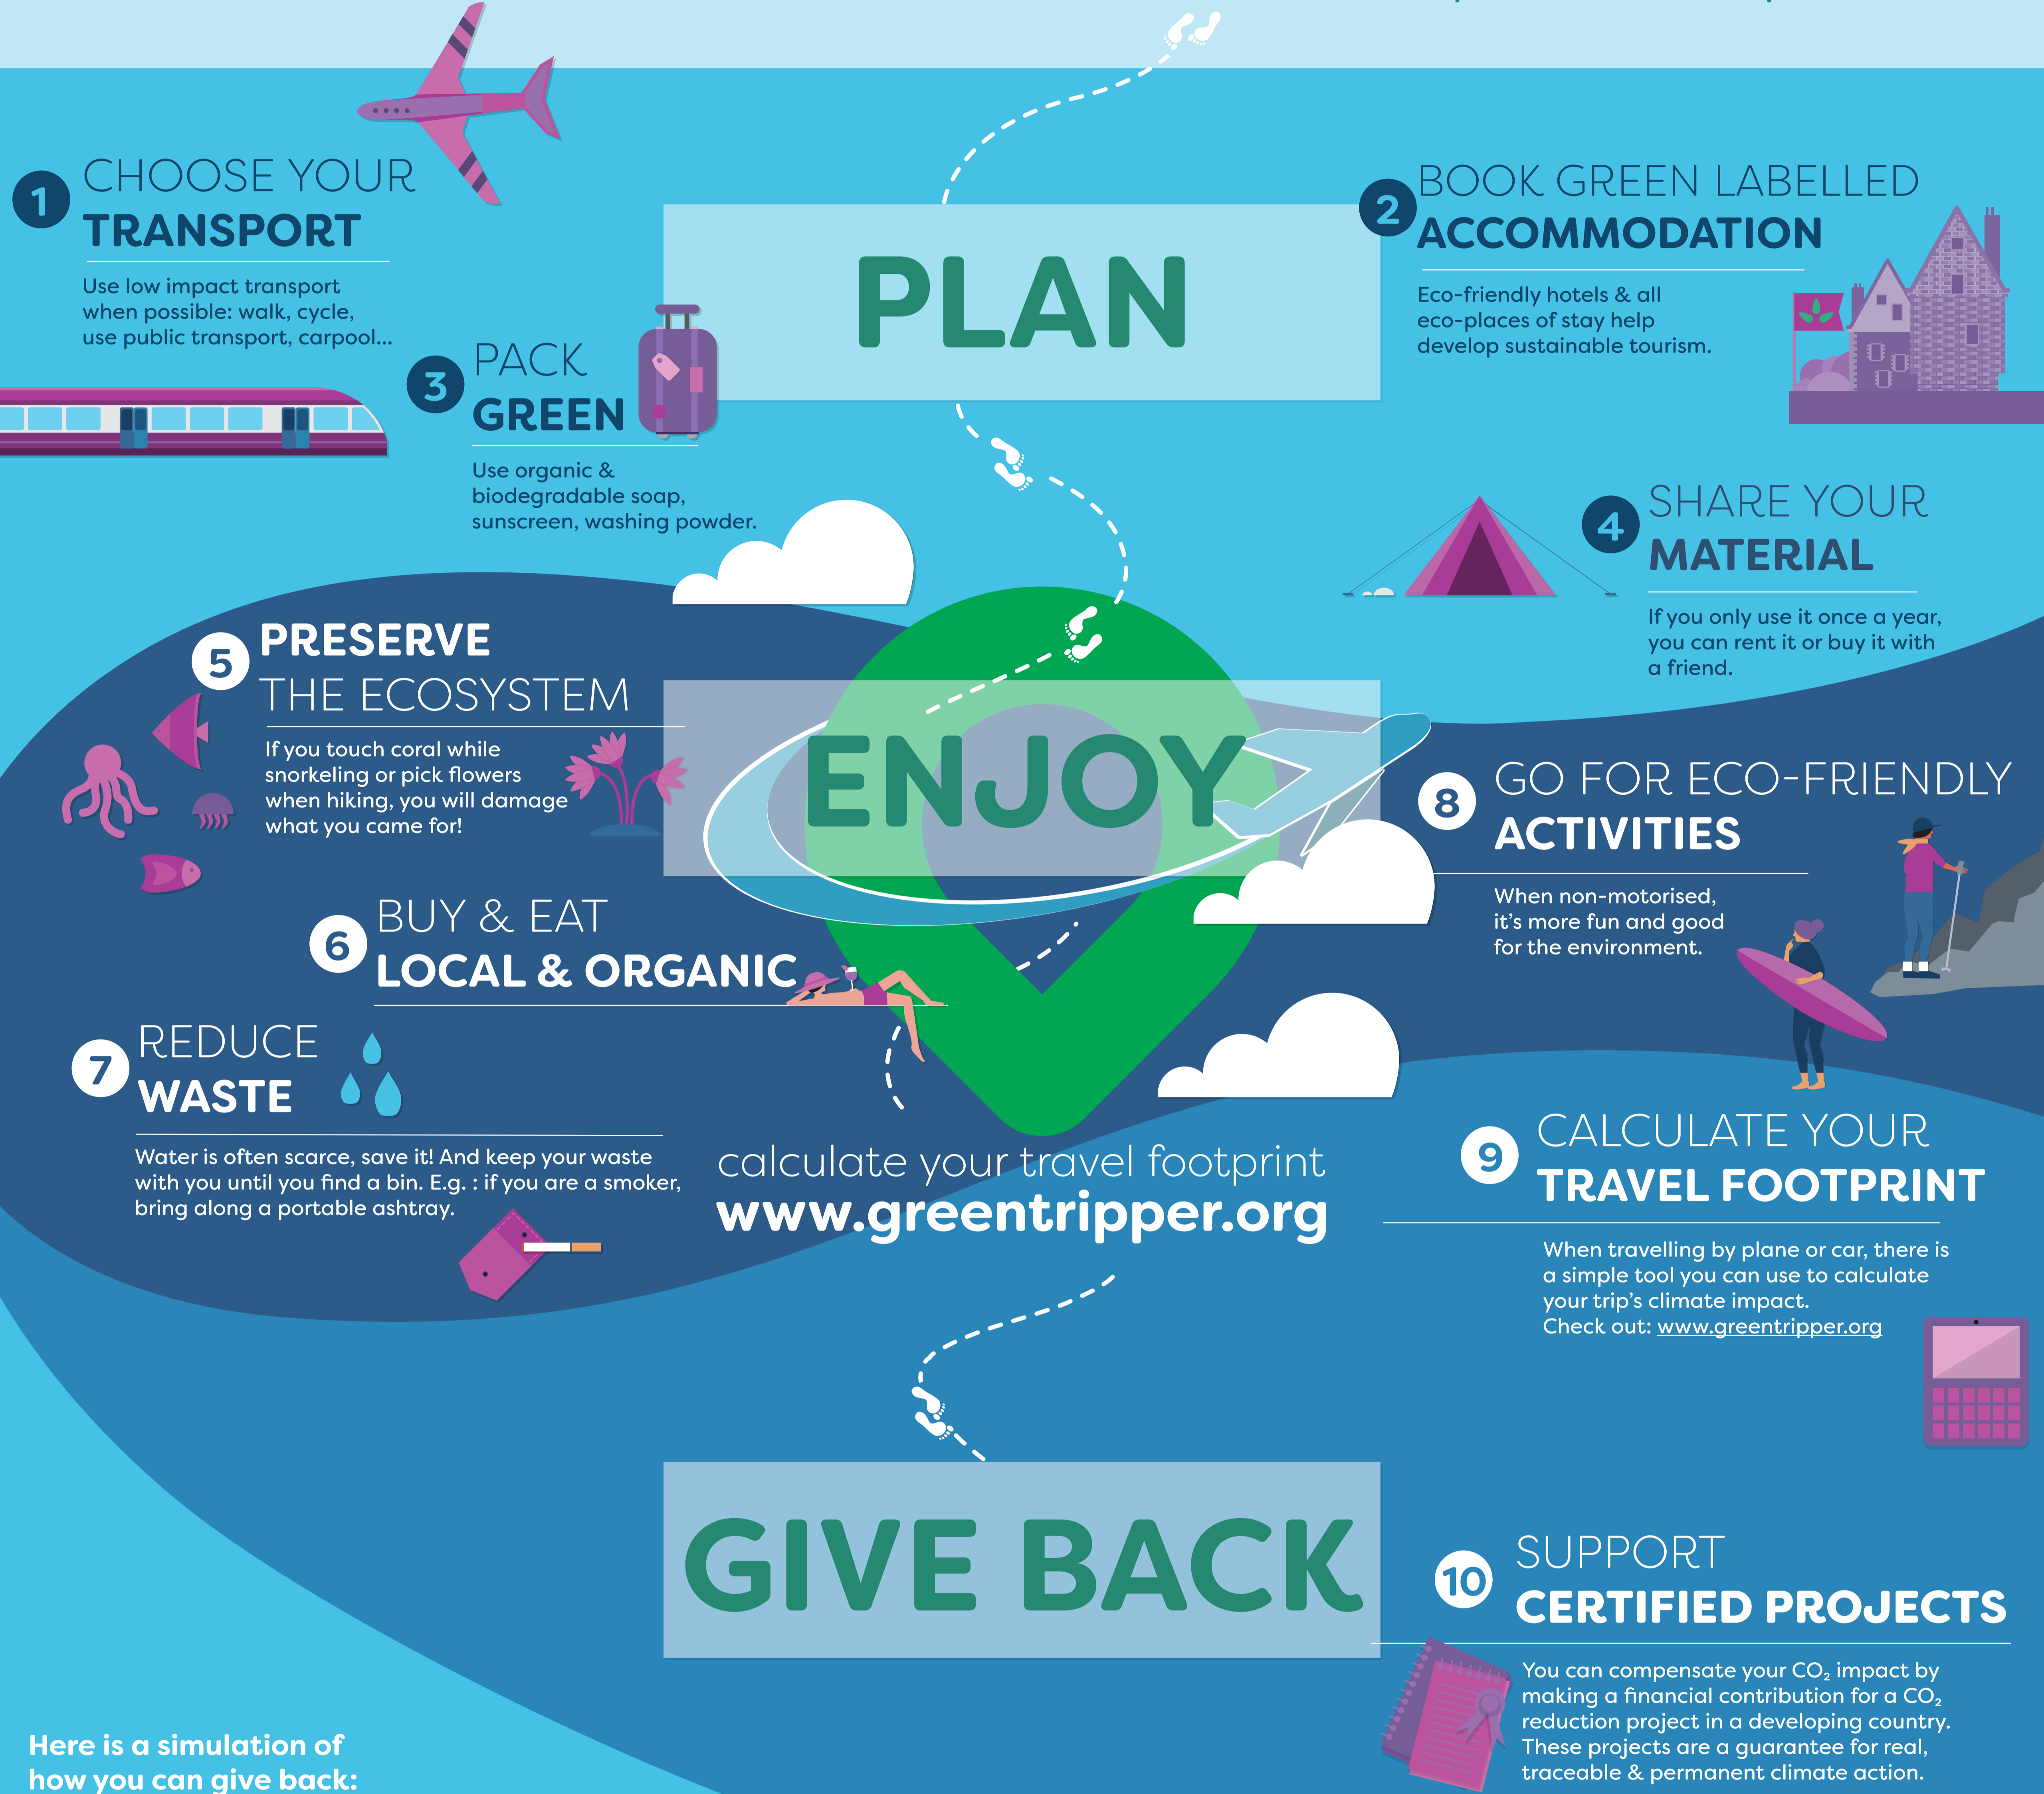 1
CHOOSE YOUR
TRANSPORT
Use low impact transport
when possible: walk, cycle,
use public transport, carpool...
PLAN
2
BOOK GREEN LABELLED
ACCOMMODATION
Eco-friendly hotels & all
eco-places of stay help
develop sustainable tourism.
3
PACK
GREEN
Use organic &
biodegradable soap,
sunscreen, washing powder.
4
SHARE YOUR
MATERIAL
If you only use it once a year,
you can rent it or buy it with
a friend.
5
PRESERVE
THE ECOSYSTEM
If you touch coral while
snorkeling or pick flowers
when hiking, you will damage
what you came for!
ENJOY
6
BUY & EAT
LOCAL & ORGANIC
7
REDUCE
WASTE
Water is often scarce, save it! And keep your waste
with you until you find a bin. E.g. : if you are a smoker,
bring along a portable ashtray.
8
GO FOR ECO-FRIENDLY
ACTIVITIES
When non-motorised,
it's more fun and good
for the environment.
calculate your travel footprint
www.greentripper.org
9
CALCULATE YOUR
TRAVEL FOOTPRINT
When travelling by plane or car, there is
a simple tool you can use to calculate
your trip's climate impact.
Check out: www.greentripper.org
GIVE BACK
10
SUPPORT
CERTIFIED PROJECTS
You can compensate your CO₂ impact by
making a financial contribution for a CO₂
reduction project in a developing country.
These projects are a guarantee for real,
traceable & permanent climate action.
Here is a simulation of
how you can give back: